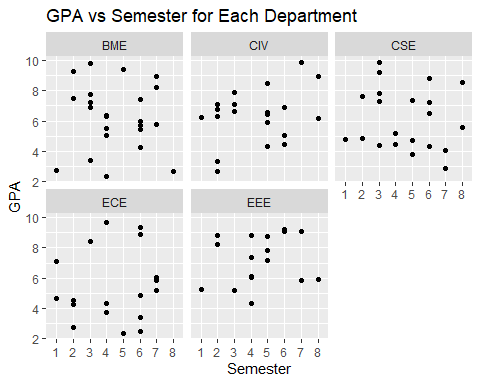 GPA vs Semester for Each Department
BME CIV CSE
10
8
6
4
2
1 2 3 4 5 6 7 8
GPA
ECE EEE
10
8
6
4
2
1 2 3 4 5 6 7 8 1 2 3 4 5 6 7 8
Semester